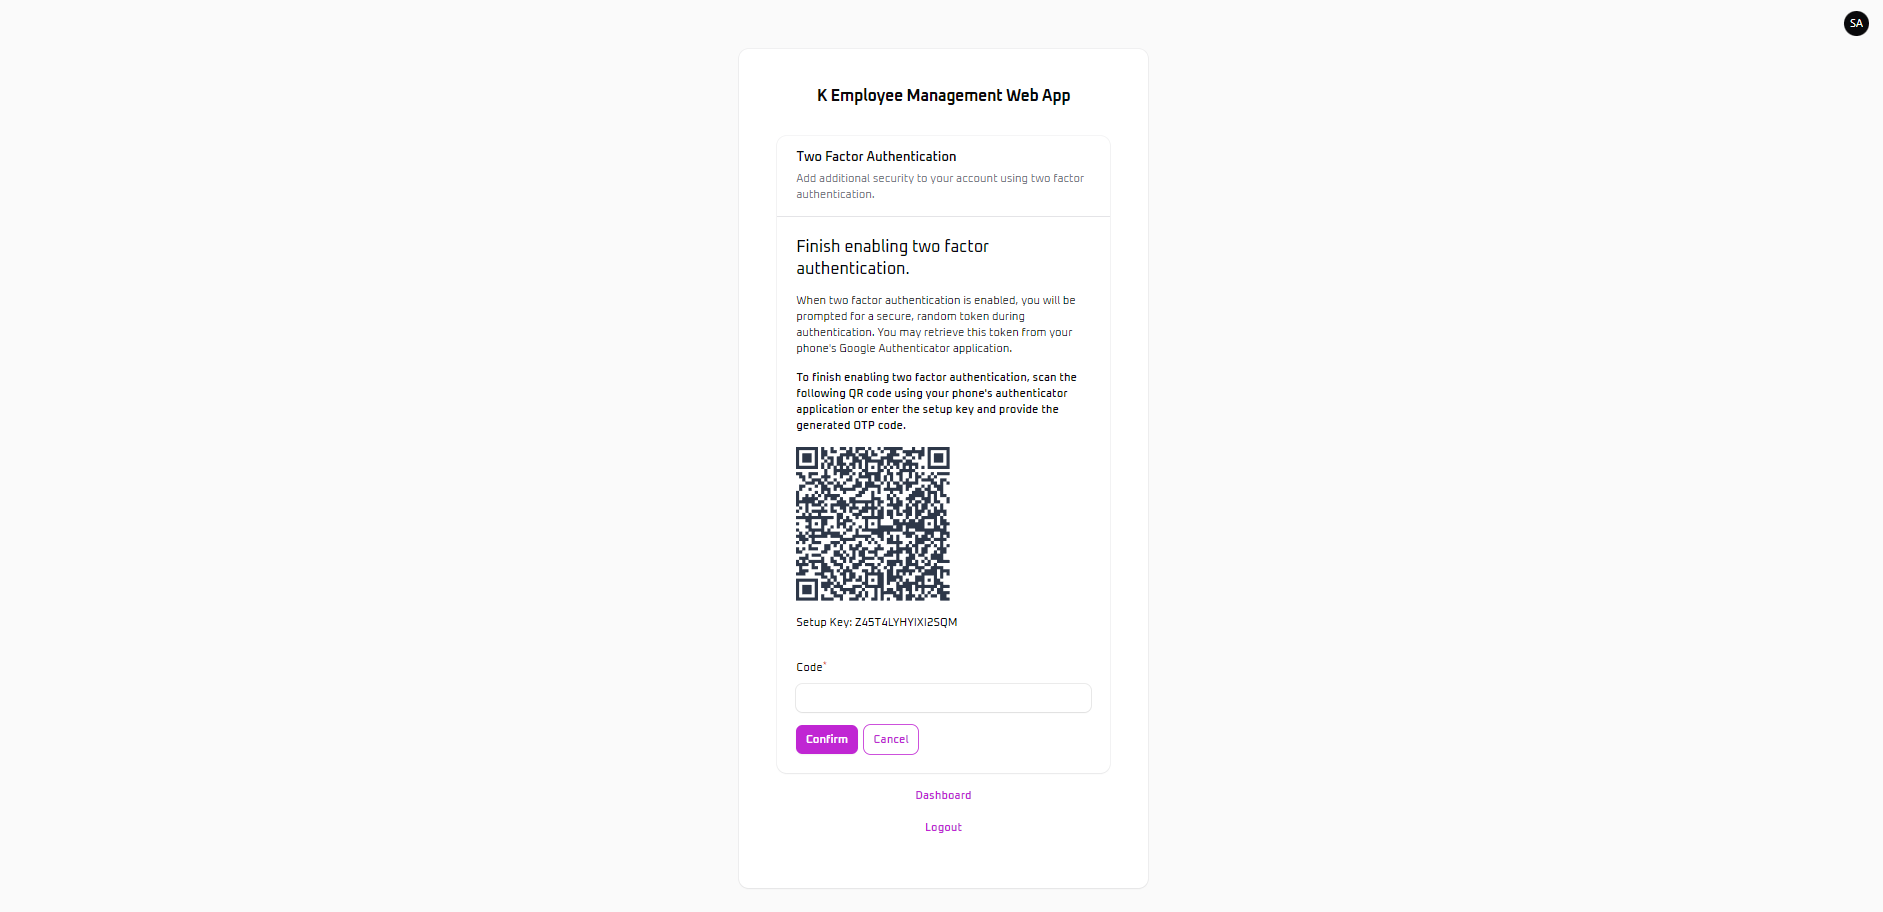 SA
K Employee Management Web App
Two Factor Authentication
Add additional security to your account using two factor
authentication.
Finish enabling two factor
authentication.
When two factor authentication is enabled, you will be
prompted for a secure, random token during
authentication. You may retrieve this token from your
phone's Google Authenticator application.
To finish enabling two factor authentication, scan the
following QR code using your phone's authenticator
application or enter the setup key and provide the
generated OTP code.
Setup Key: Z45T4LYHYIXI2SQM
Code*
Confirm Cancel
Dashboard
Logout